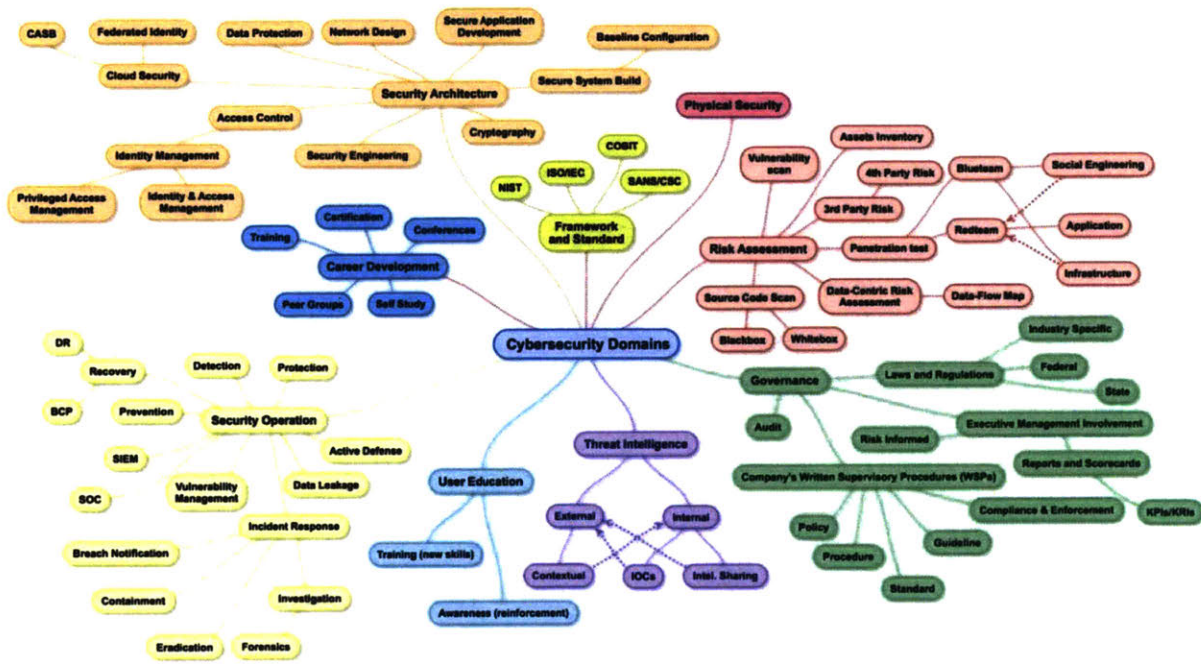 CASB
Federated Identity
Data Protection
Network Design
Secure Application
Development
Baseline Configuration
Cloud Security
Secure System Build
Security Architecture
Access Control
Cryptography
Identity Management
Security Engineering
Privileged Access
Management
Identity & Access
Management
Physical Security
COBIT
ISO/IEC
NIST
SANS/CSC
Framework
and Standard
Certification
Training
Conferences
Career Development
Peer Groups
Self Study
Assets Inventory
Vulnerability
scan
4th Party Risk
Blueteam
Social Engineering
3rd Party Risk
Redteam
Application
Risk Assessment
Penetration test
Infrastructure
Source Code Scan
Data-Centric Risk
Assessment
Data-Flow Map
Blackbox
Whitebox
Cybersecurity Domains
Industry Specific
Governance
Laws and Regulations
Federal
State
Audit
Executive Management Involvement
Risk Informed
Reports and Scorecards
Company's Written Supervisory Procedures (WSPs)
KPIs/KRIs
Compliance & Enforcement
Policy
Procedure
Guideline
Standard
DR
Recovery
Detection
Protection
BCP
Prevention
Security Operation
SIEM
Active Defense
SOC
Vulnerability
Management
Data Leakage
Incident Response
Breach Notification
Containment
Investigation
Eradication
Forensics
User Education
Training (new skills)
Awareness (reinforcement)
Threat Intelligence
External
Internal
Contextual
IOCs
Intel. Sharing